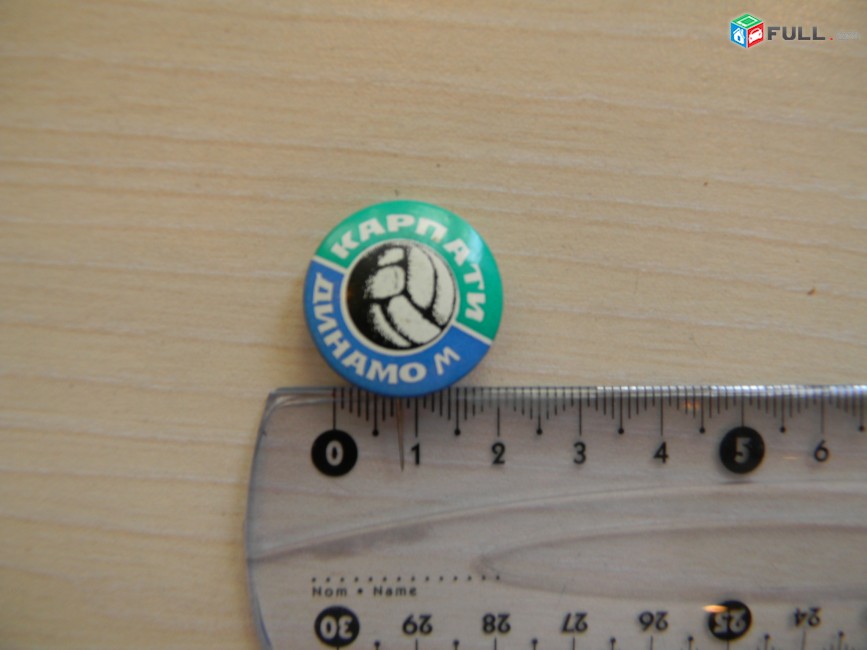 FULL
КАРПАТИ
ДИНАМО М
0 1 2 3 4 5 6
Nom • Name
30 29 28 27 26 25 24